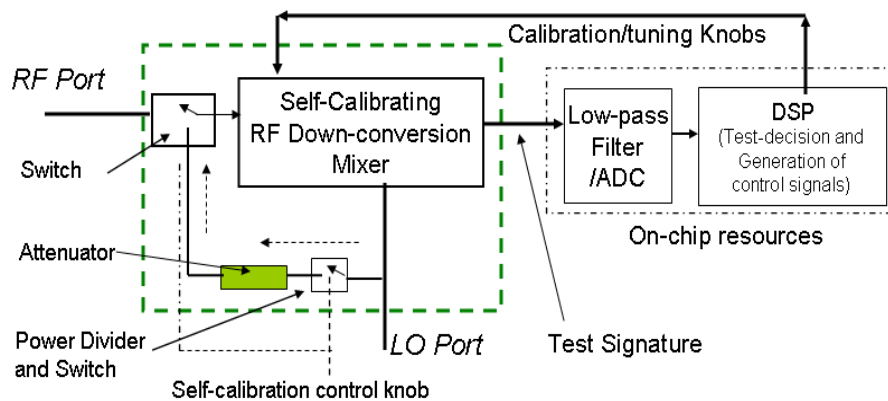 Calibration/tuning Knobs
RF Port
Switch
Self-Calibrating
RF Down-conversion
Mixer
Low-pass
Filter
/ADC
DSP
(Test-decision and
Generation of
control signals)
On-chip resources
Attenuator
Power Divider
and Switch
LO Port
Test Signature
Self-calibration control knob